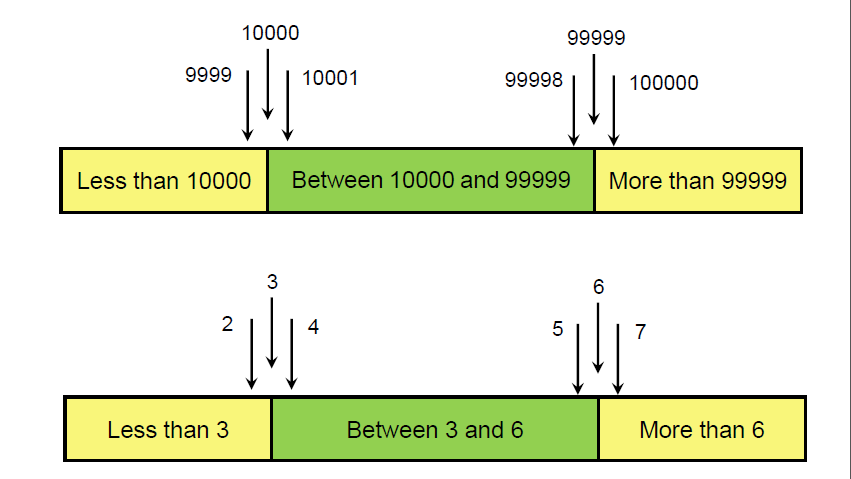 10000
9999
10001
99999
99998
100000
Less than 10000
Between 10000 and 99999
More than 99999
3
2
4
6
5
7
Less than 3
Between 3 and 6
More than 6